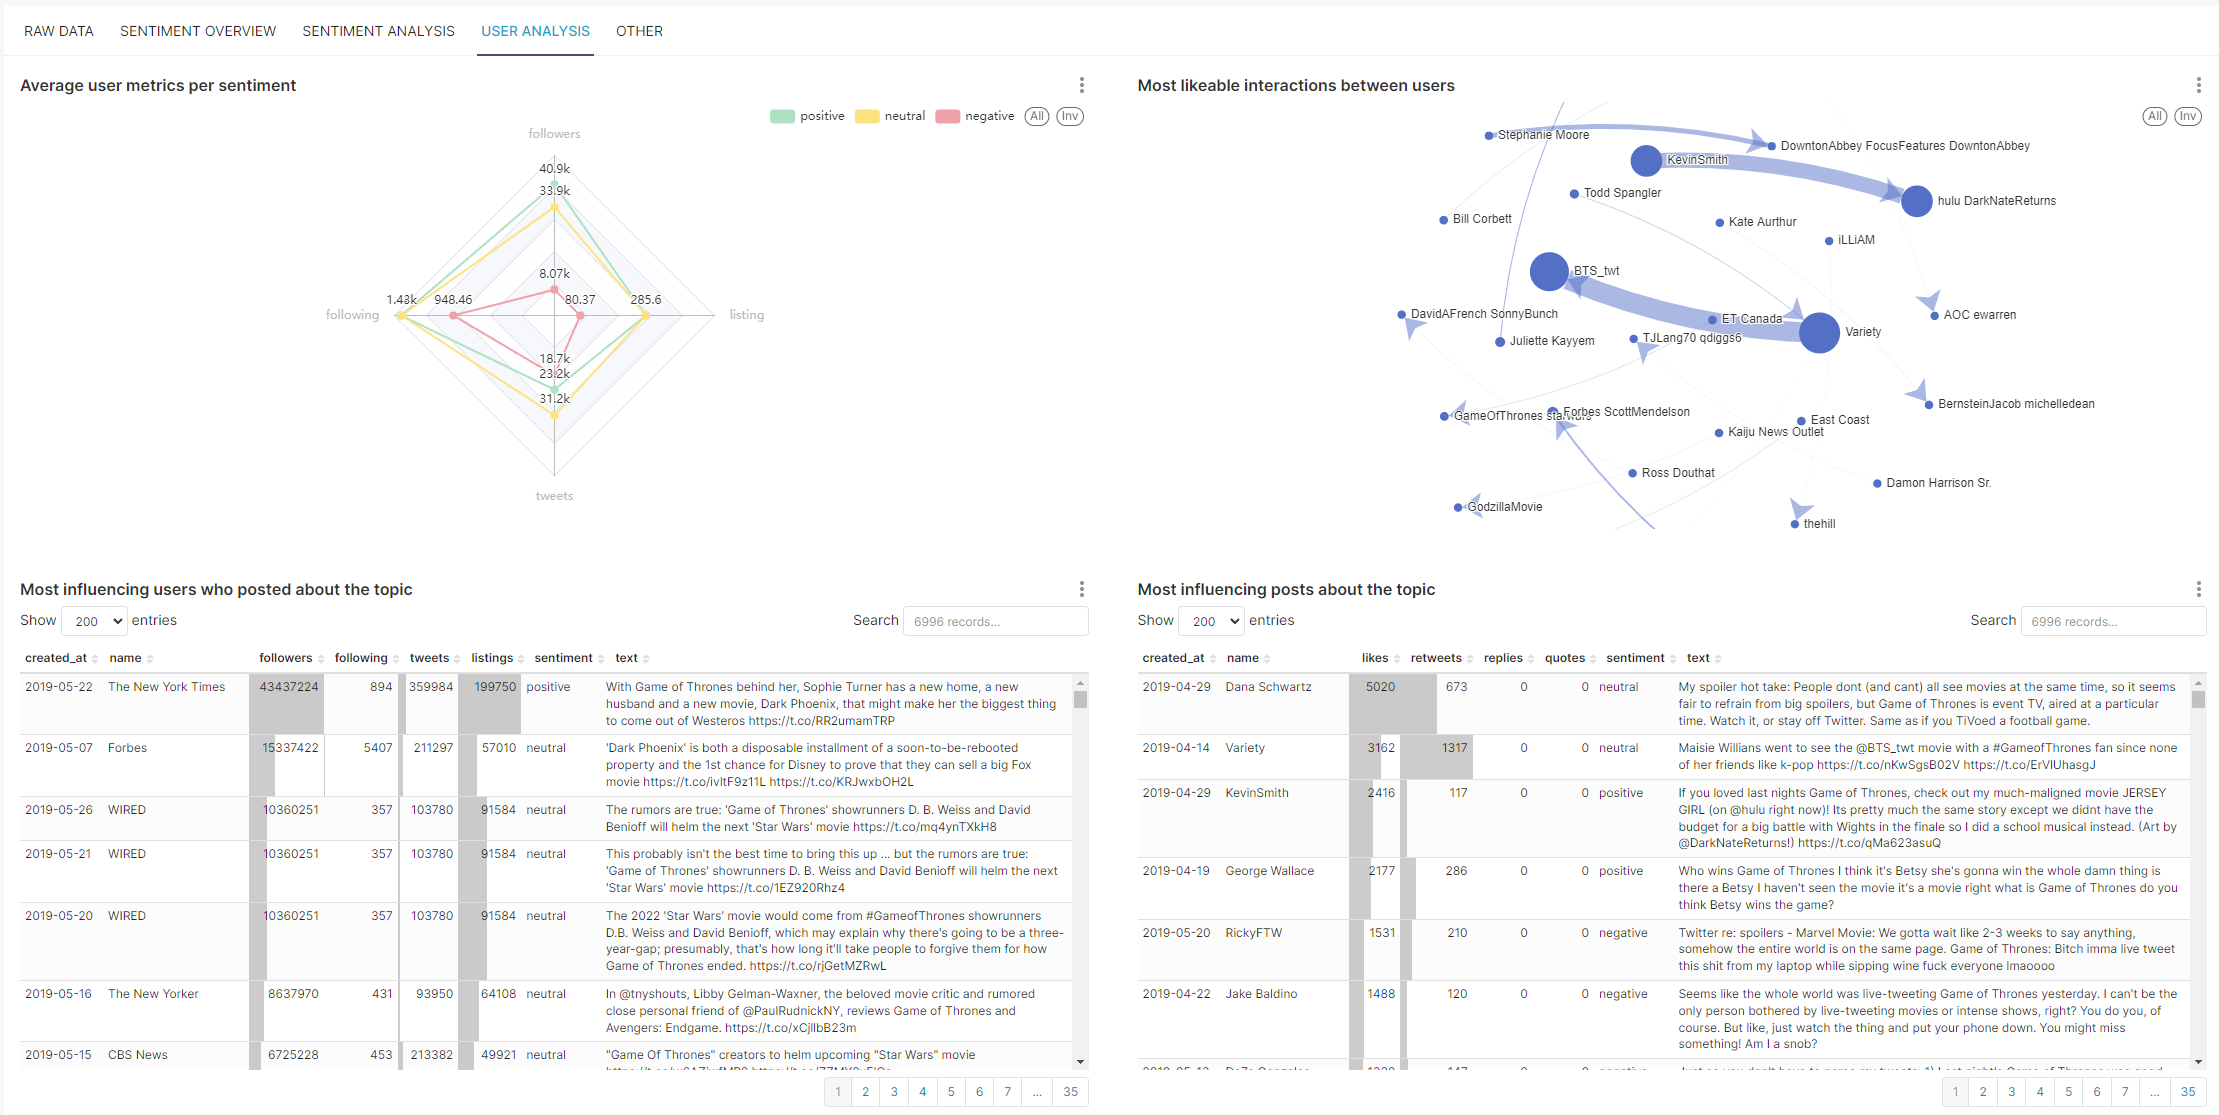 RAW DATA SENTIMENT OVERVIEW SENTIMENT ANALYSIS USER ANALYSIS OTHER
Average user metrics per sentiment
positive neutral negative All Inv
followers
40.9k
33.9k
8.07k
following 1.43k 948.46 80.37 285.6 listing
18.7k
23.2k
31.2k
tweets
Most likeable interactions between users
All Inv
Stephanie Moore
DowntonAbbey FocusFeatures DowntonAbbey
KevinSmith
Todd Spangler
hulu DarkNateReturns
Bill Corbett
Kate Aurthur
iLLiAM
BTS_twt
DavidAFrench SonnyBunch
ET Canada
AOC ewarren
Variety
Juliette Kayyem
TJLang70 qdiggs6
BernsteinJacob michelledean
GameOfThrones starwars
Forbes ScottMendelson
East Coast
Kaiju News Outlet
Ross Douthat
Damon Harrison Sr.
GodzillaMovie
thehill
Most influencing users who posted about the topic
Show 200 entries Search 6996 records...
created_at name followers following tweets listings sentiment text
2019-05-22 The New York Times 43437224 894 359984 199750 positive With Game of Thrones behind her, Sophie Turner has a new home, a new
husband and a new movie, Dark Phoenix, that might make her the biggest thing
to come out of Westeros https://t.co/RR2umamTRP
2019-05-07 Forbes 15337422 5407 211297 57010 neutral 'Dark Phoenix' is both a disposable installment of a soon-to-be-rebooted
property and the 1st chance for Disney to prove that they can sell a big Fox
movie https://t.co/ivltF9z11L https://t.co/KRJwxbOH2L
2019-05-26 WIRED 10360251 357 103780 91584 neutral The rumors are true: 'Game of Thrones' showrunners D. B. Weiss and David
Benioff will helm the next 'Star Wars' movie https://t.co/mq4ynTXkH8
2019-05-21 WIRED 10360251 357 103780 91584 neutral This probably isn't the best time to bring this up ... but the rumors are true:
'Game of Thrones' showrunners D. B. Weiss and David Benioff will helm the next
'Star Wars' movie https://t.co/1EZ920Rhz4
2019-05-20 WIRED 10360251 357 103780 91584 neutral The 2022 'Star Wars' movie would come from #GameofThrones showrunners
D.B. Weiss and David Benioff, which may explain why there's going to be a three-
year-gap; presumably, that's how long it'll take people to forgive them for how
Game of Thrones ended. https://t.co/rjGetMZRwL
2019-05-16 The New Yorker 8637970 431 93950 64108 neutral In @tnyshouts, Libby Gelman-Waxner, the beloved movie critic and rumored
close personal friend of @PaulRudnickNY, reviews Game of Thrones and
Avengers: Endgame. https://t.co/xCjllbB23m
2019-05-15 CBS News 6725228 453 213382 49921 neutral "Game Of Thrones" creators to helm upcoming "Star Wars" movie
1 2 3 4 5 6 7 ... 35
Most influencing posts about the topic
Show 200 entries Search 6996 records...
created_at name likes retweets replies quotes sentiment text
2019-04-29 Dana Schwartz 5020 673 0 0 neutral My spoiler hot take: People dont (and cant) all see movies at the same time, so it seems
fair to refrain from big spoilers, but Game of Thrones is event TV, aired at a particular
time. Watch it, or stay off Twitter. Same as if you TiVoed a football game.
2019-04-14 Variety 3162 1317 0 0 neutral Maisie Willians went to see the @BTS_twt movie with a #GameofThrones fan since none
of her friends like k-pop https://t.co/nKwSgsB02V https://t.co/ErVlUhasgJ
2019-04-29 KevinSmith 2416 117 0 0 positive If you loved last nights Game of Thrones, check out my much-maligned movie JERSEY
GIRL (on @hulu right now)! Its pretty much the same story except we didnt have the
budget for a big battle with Wights in the finale so I did a school musical instead. (Art by
@DarkNateReturns!) https://t.co/qMa623asuQ
2019-04-19 George Wallace 2177 286 0 0 positive Who wins Game of Thrones I think it's Betsy she's gonna win the whole damn thing is
there a Betsy I haven't seen the movie it's a movie right what is Game of Thrones do you
think Betsy wins the game?
2019-05-20 RickyFTW 1531 210 0 0 negative Twitter re: spoilers - Marvel Movie: We gotta wait like 2-3 weeks to say anything,
somehow the entire world is on the same page. Game of Thrones: Bitch imma live tweet
this shit from my laptop while sipping wine fuck everyone lmaoooo
2019-04-22 Jake Baldino 1488 120 0 0 negative Seems like the whole world was live-tweeting Game of Thrones yesterday. I can't be the
only person bothered by live-tweeting movies or intense shows, right? You do you, of
course. But like, just watch the thing and put your phone down. You might miss
something! Am I a snob?
1 2 3 4 5 6 7 ... 35